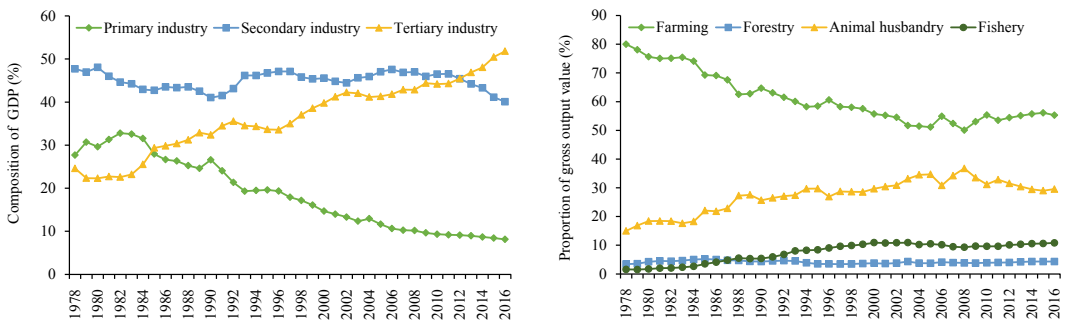 Composition of GDP (%)
Primary industry Secondary industry Tertiary industry
60
50
40
30
20
10
0
1978 1980 1982 1984 1986 1988 1990 1992 1994 1996 1998 2000 2002 2004 2006 2008 2010 2012 2014 2016
Proportion of gross output value (%)
Farming Forestry Animal husbandry Fishery
90
80
70
60
50
40
30
20
10
0
1978 1980 1982 1984 1986 1988 1990 1992 1994 1996 1998 2000 2002 2004 2006 2008 2010 2012 2014 2016